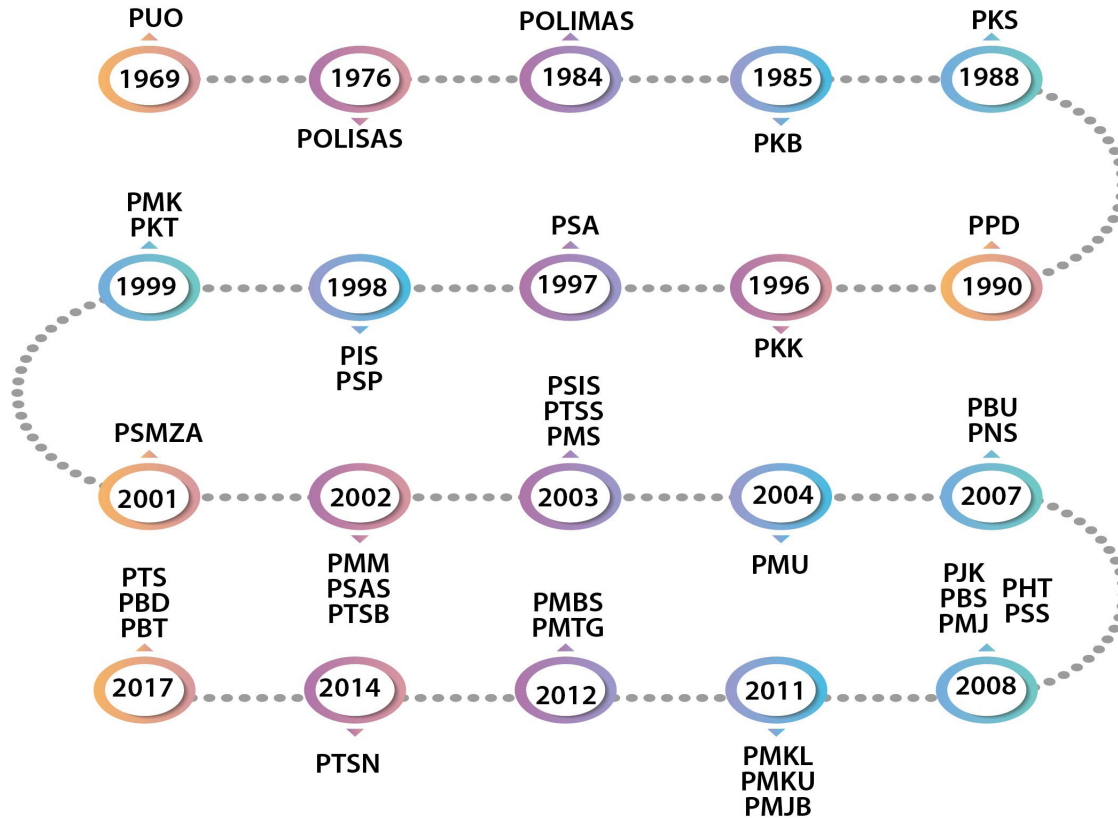 PUO
1969
1976
POLISAS
POLIMAS
1984
1985
PKB
PKS
1988
PPD
1990
1996
PKK
PSA
1997
1998
PIS
PSP
PMK
PKT
1999
PSMZA
2001
2002
PMM
PSAS
PTSB
PSIS
PTSS
PMS
2003
2004
PMU
PBU
PNS
2007
PJK
PBS
PMJ
PHT
PSS
2008
2011
PMKL
PMKU
PMJB
PMBS
PMTG
2012
2014
PTSN
PTS
PBD
PBT
2017